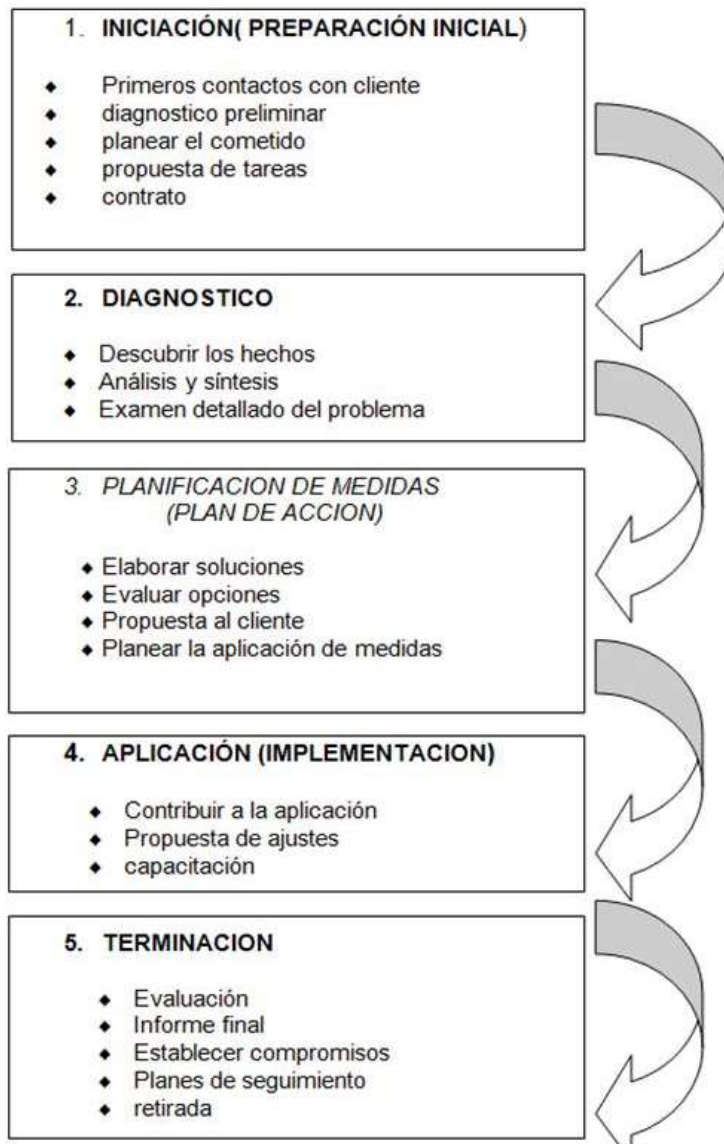 1. INICIACIÓN( PREPARACIÓN INICIAL)
◆ Primeros contactos con cliente
◆ diagnostico preliminar
◆ planear el cometido
◆ propuesta de tareas
◆ contrato
2. DIAGNOSTICO
◆ Descubrir los hechos
◆ Análisis y síntesis
◆ Examen detallado del problema
3. PLANIFICACION DE MEDIDAS
(PLAN DE ACCION)
◆ Elaborar soluciones
◆ Evaluar opciones
◆ Propuesta al cliente
◆ Planear la aplicación de medidas
4. APLICACIÓN (IMPLEMENTACION)
◆ Contribuir a la aplicación
◆ Propuesta de ajustes
◆ capacitación
5. TERMINACION
◆ Evaluación
◆ Informe final
◆ Establecer compromisos
◆ Planes de seguimiento
◆ retirada